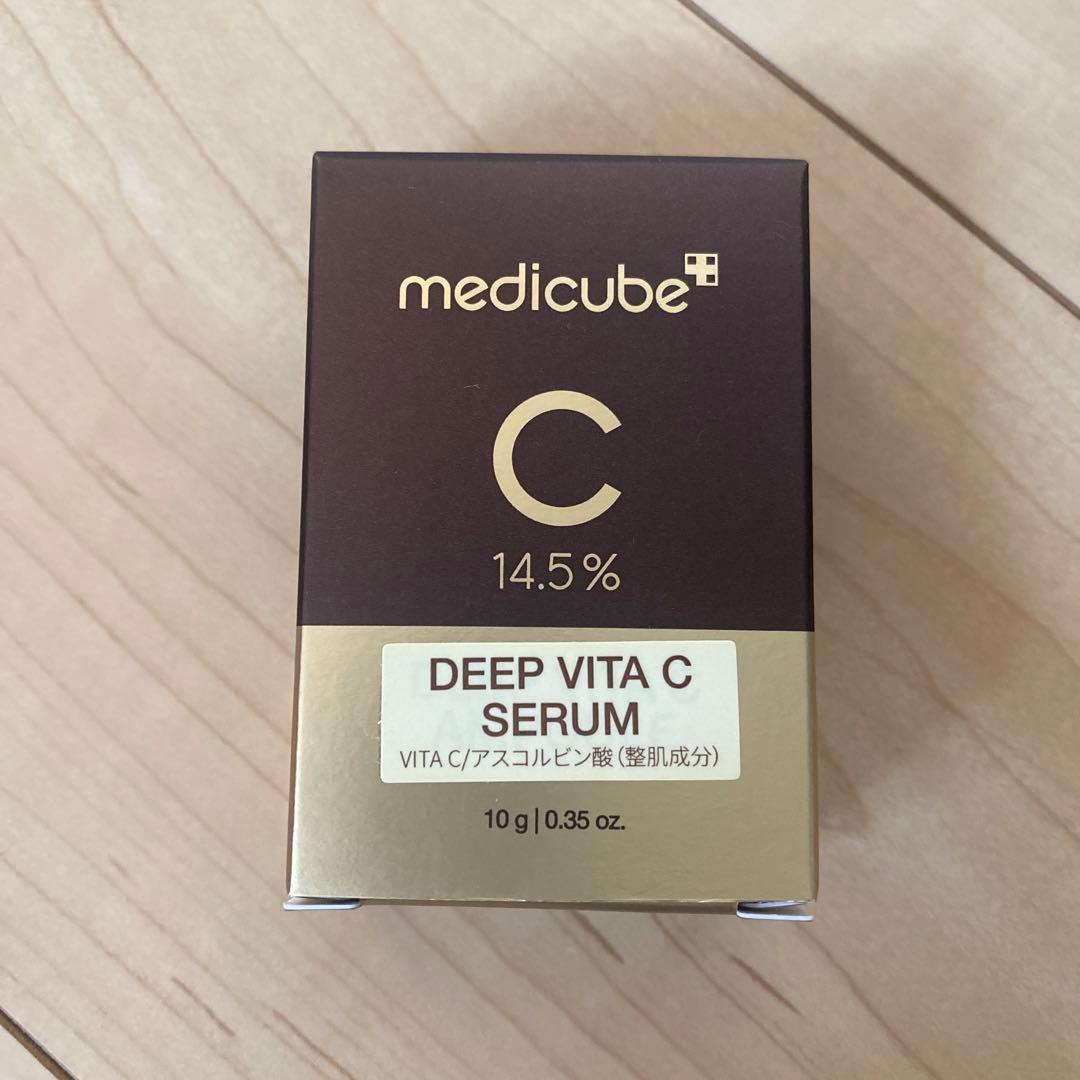 medicube
C
14.5%
DEEP VITA C
SERUM
VITA C/アスコルビン酸(整肌成分)
10 g | 0.35 oz.